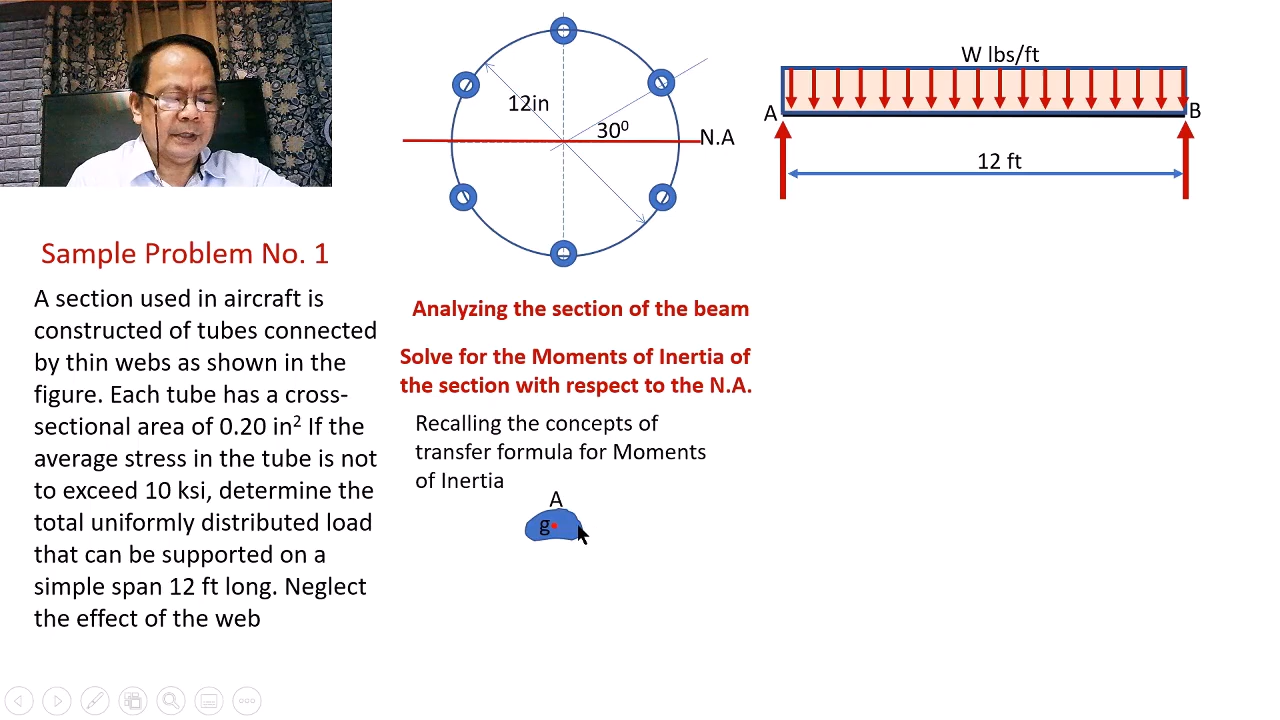 12in
30⁰
N.A
W lbs/ft
A
B
12 ft
Sample Problem No. 1
A section used in aircraft is
constructed of tubes connected
by thin webs as shown in the
figure. Each tube has a cross-
sectional area of 0.20 in² If the
average stress in the tube is not
to exceed 10 ksi, determine the
total uniformly distributed load
that can be supported on a
simple span 12 ft long. Neglect
the effect of the web
Analyzing the section of the beam
Solve for the Moments of Inertia of
the section with respect to the N.A.
Recalling the concepts of
transfer formula for Moments
of Inertia
A
g